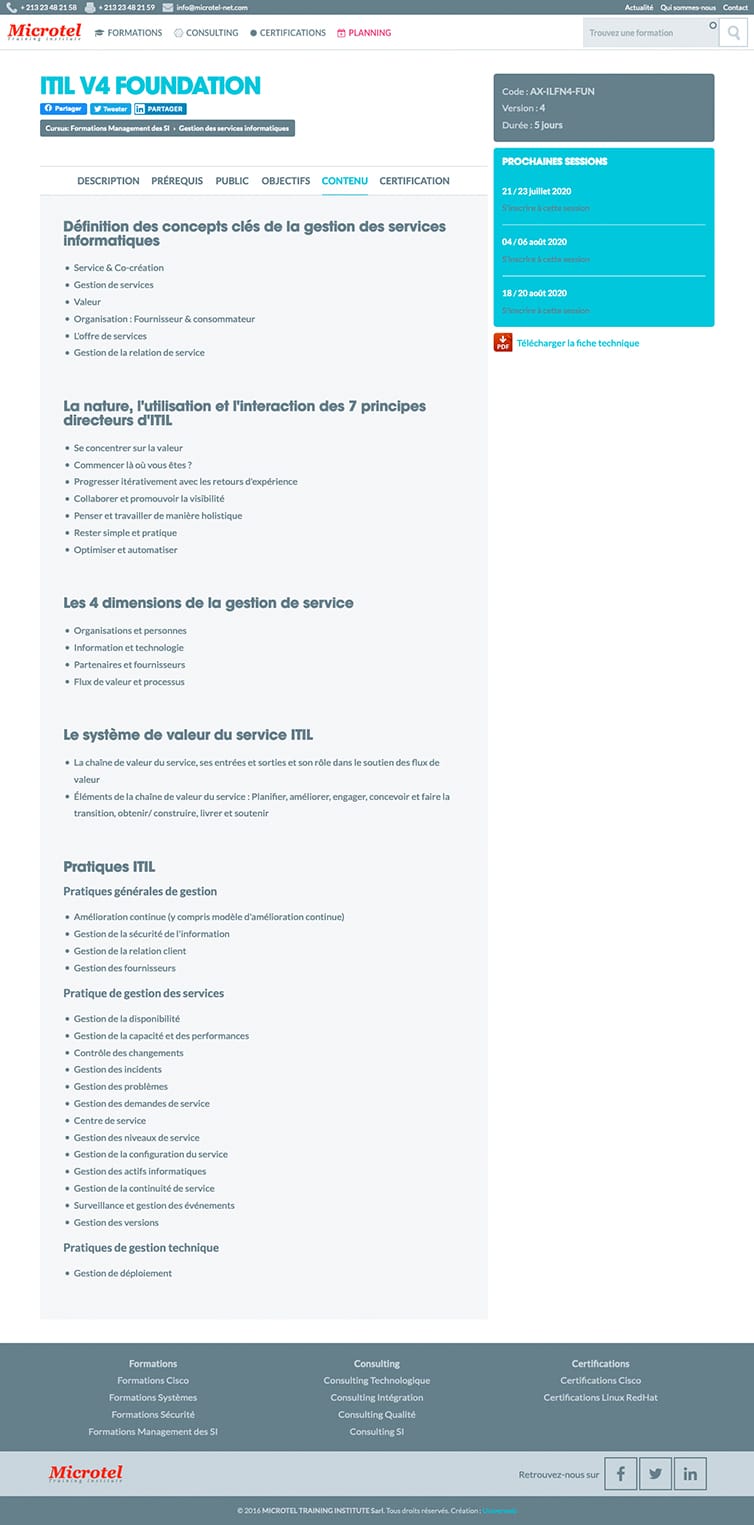 + 213 23 48 21 58 + 213 23 48 21 59 info@microtel-net.com Actualité Qui sommes-nous Contact
Microtel FORMATIONS CONSULTING CERTIFICATIONS PLANNING Trouvez une formation
Training Institute
ITIL V4 FOUNDATION
Partager Tweeter PARTAGER
Cursus: Formations Management des SI › Gestion des services informatiques
Code : AX-ILFN4-FUN
Version : 4
Durée : 5 jours
PROCHAINES SESSIONS
21 / 23 juillet 2020
S'inscrire à cette session
04 / 06 août 2020
S'inscrire à cette session
18 / 20 août 2020
S'inscrire à cette session
PDF Télécharger la fiche technique
DESCRIPTION PRÉREQUIS PUBLIC OBJECTIFS CONTENU CERTIFICATION
Définition des concepts clés de la gestion des services
informatiques
• Service & Co-création
• Gestion de services
• Valeur
• Organisation : Fournisseur & consommateur
• L'offre de services
• Gestion de la relation de service
La nature, l'utilisation et l'interaction des 7 principes
directeurs d'ITIL
• Se concentrer sur la valeur
• Commencer là où vous êtes ?
• Progresser itérativement avec les retours d'expérience
• Collaborer et promouvoir la visibilité
• Penser et travailler de manière holistique
• Rester simple et pratique
• Optimiser et automatiser
Les 4 dimensions de la gestion de service
• Organisations et personnes
• Information et technologie
• Partenaires et fournisseurs
• Flux de valeur et processus
Le système de valeur du service ITIL
• La chaîne de valeur du service, ses entrées et sorties et son rôle dans le soutien des flux de
valeur
• Éléments de la chaîne de valeur du service : Planifier, améliorer, engager, concevoir et faire la
transition, obtenir/ construire, livrer et soutenir
Pratiques ITIL
Pratiques générales de gestion
• Amélioration continue (y compris modèle d'amélioration continue)
• Gestion de la sécurité de l'information
• Gestion de la relation client
• Gestion des fournisseurs
Pratique de gestion des services
• Gestion de la disponibilité
• Gestion de la capacité et des performances
• Contrôle des changements
• Gestion des incidents
• Gestion des problèmes
• Gestion des demandes de service
• Centre de service
• Gestion des niveaux de service
• Gestion de la configuration du service
• Gestion des actifs informatiques
• Gestion de la continuité de service
• Surveillance et gestion des événements
• Gestion des versions
Pratiques de gestion technique
• Gestion de déploiement
Formations
Formations Cisco
Formations Systèmes
Formations Sécurité
Formations Management des SI
Consulting
Consulting Technologique
Consulting Intégration
Consulting Qualité
Consulting SI
Certifications
Certifications Cisco
Certifications Linux RedHat
Microtel
Training Institute
Retrouvez-nous sur
© 2016 MICROTEL TRAINING INSTITUTE Sarl. Tous droits réservés. Création :